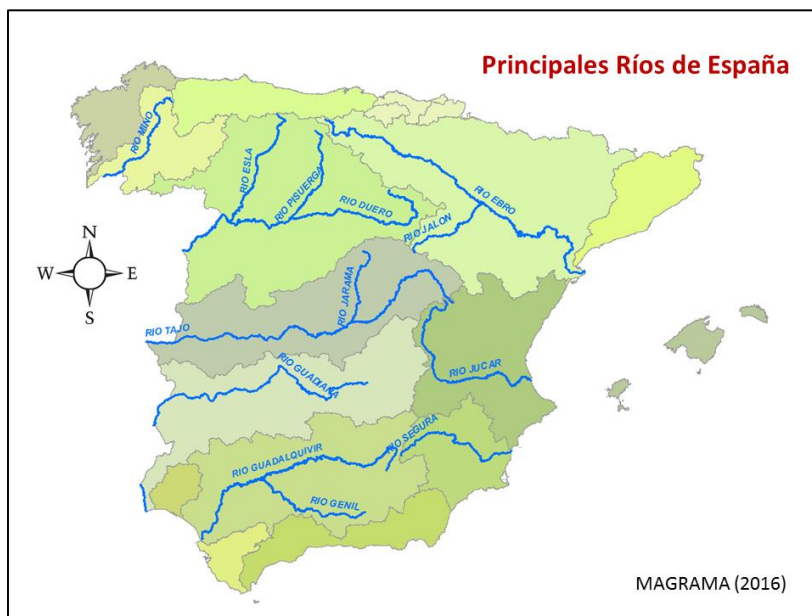 Principales Ríos de España
RIO MIÑO
RIO ESLA
RIO PISUERGA
RIO DUERO
RIO EBRO
RIO JALON
N
W
E
S
RIO JARAMA
RIO TAJO
RIO GUADIANA
RIO JUCAR
RIO SEGURA
RIO GUADALQUIVIR
RIO GENIL
MAGRAMA (2016)